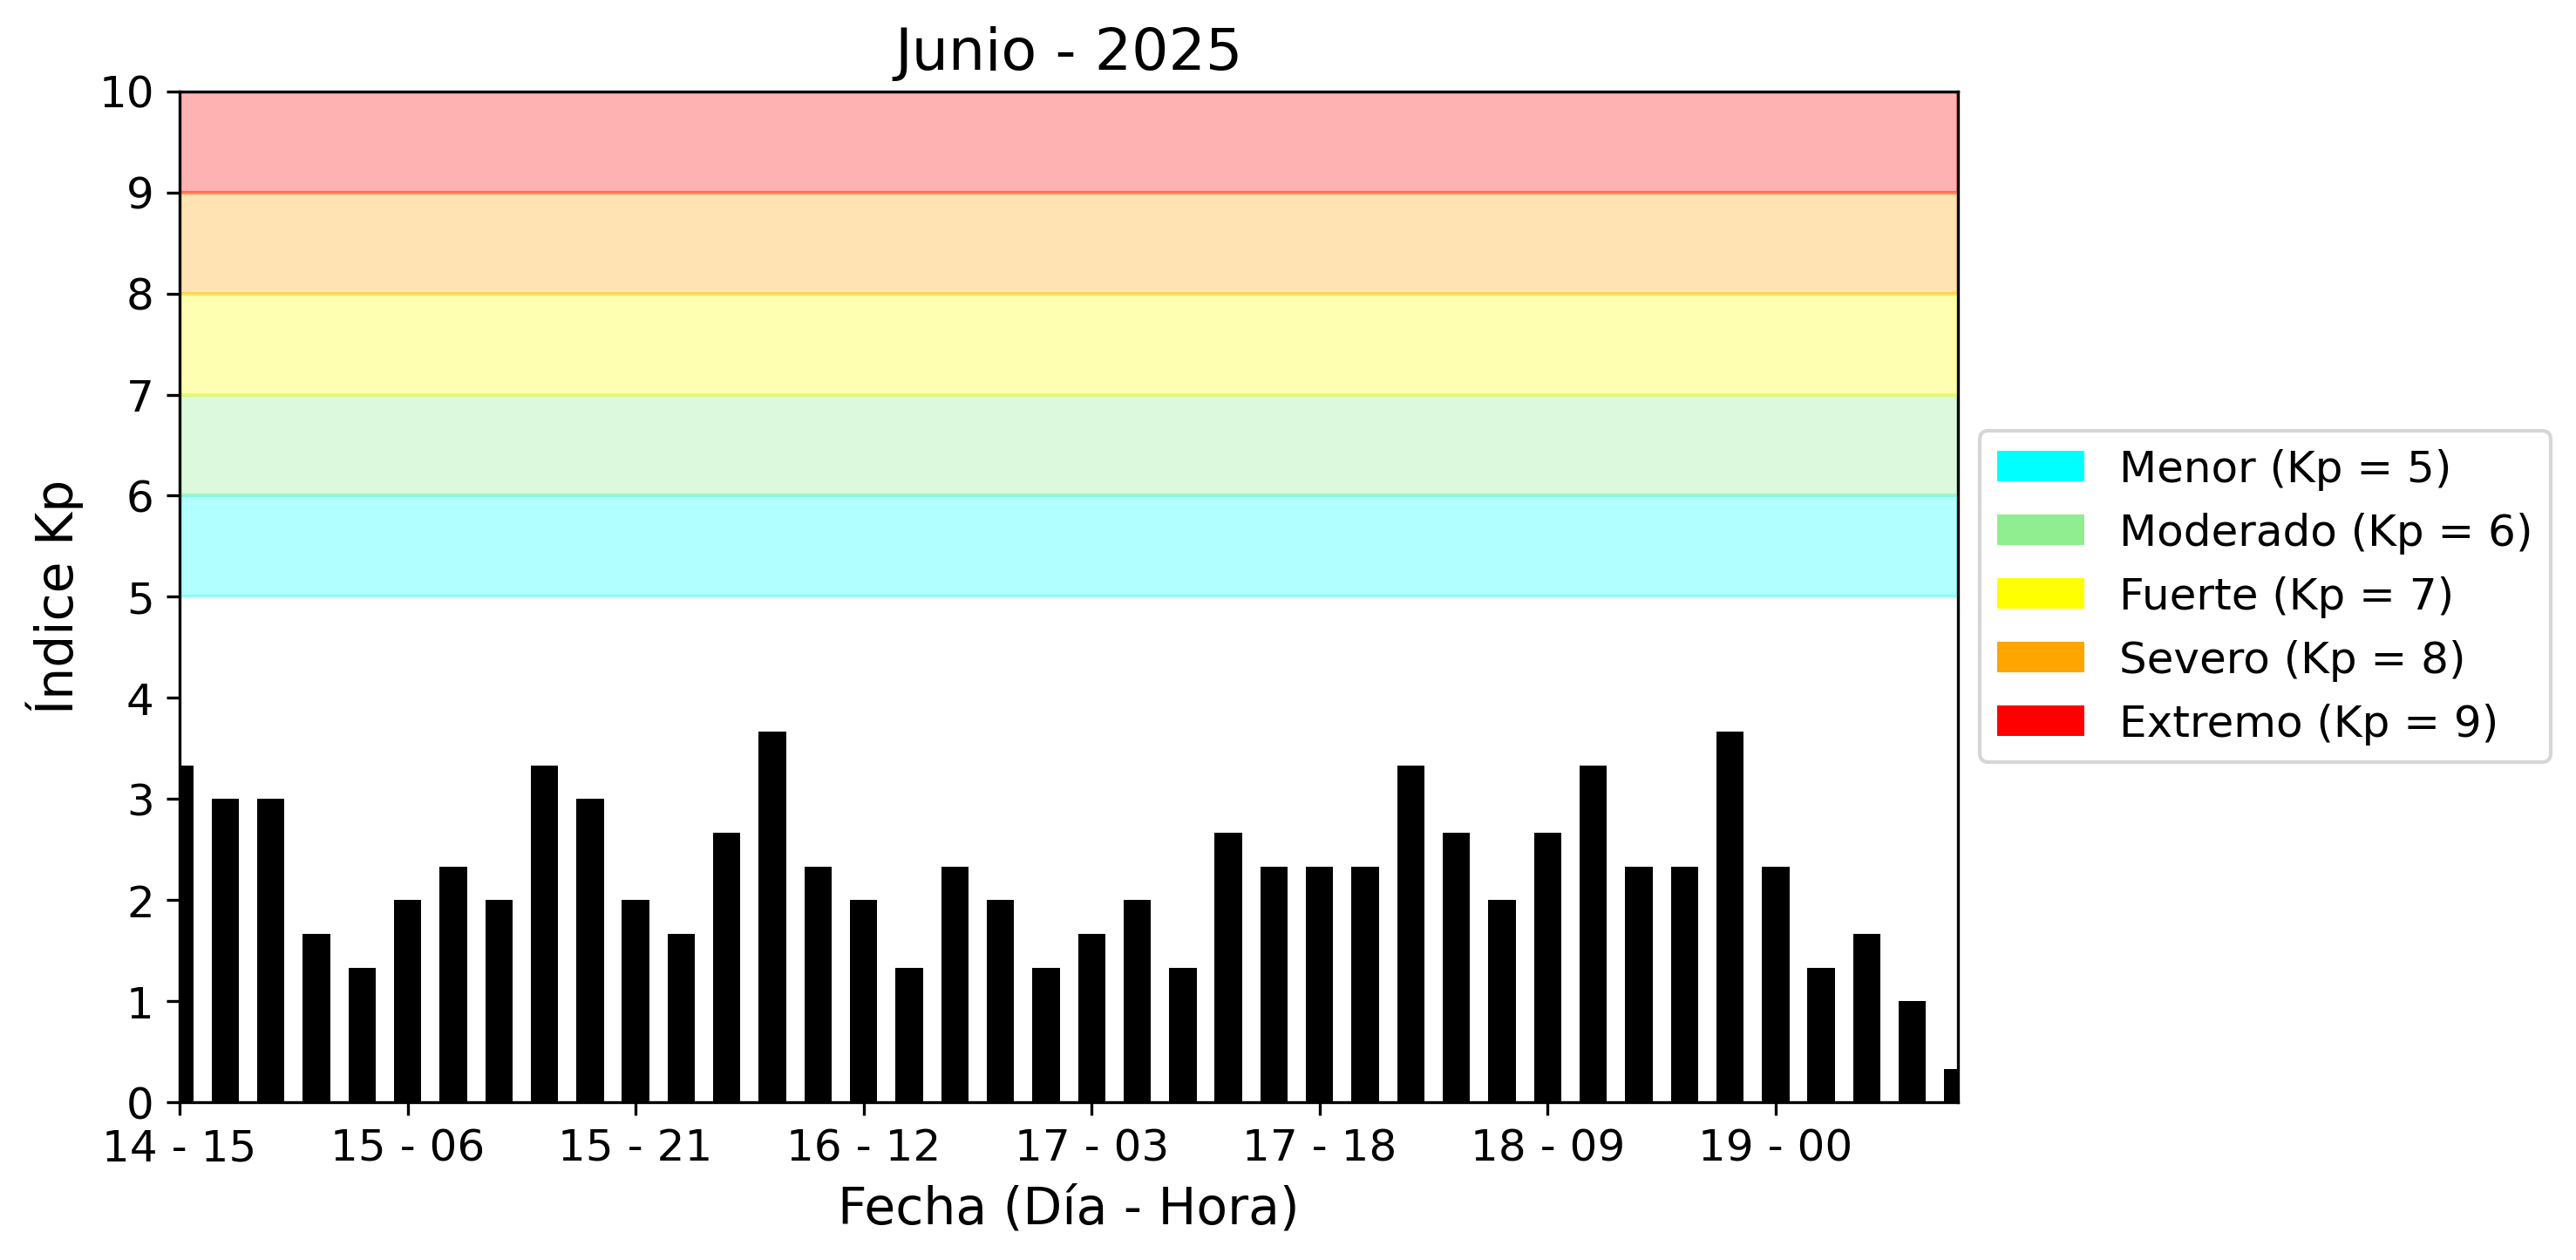 Junio - 2025
Índice Kp
10
9
8
7
6
5
4
3
2
1
0
14 - 15
15 - 06
15 - 21
16 - 12
17 - 03
17 - 18
18 - 09
19 - 00
Fecha (Día - Hora)
Menor (Kp = 5)
Moderado (Kp = 6)
Fuerte (Kp = 7)
Severo (Kp = 8)
Extremo (Kp = 9)